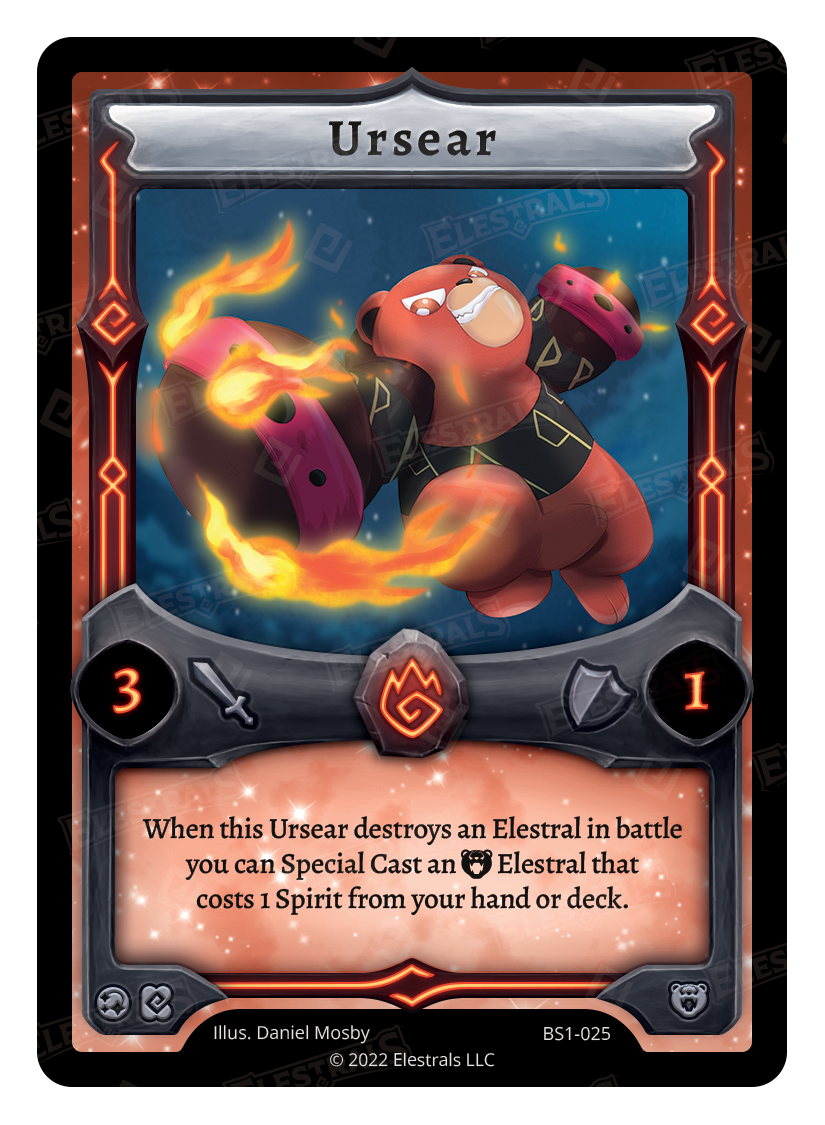 Ursear
3
1
When this Ursear destroys an Elestral in battle
you can Special Cast an Elestral that
costs 1 Spirit from your hand or deck.
Illus. Daniel Mosby
BS1-025
© 2022 Elestrals LLC
ELESTRALS